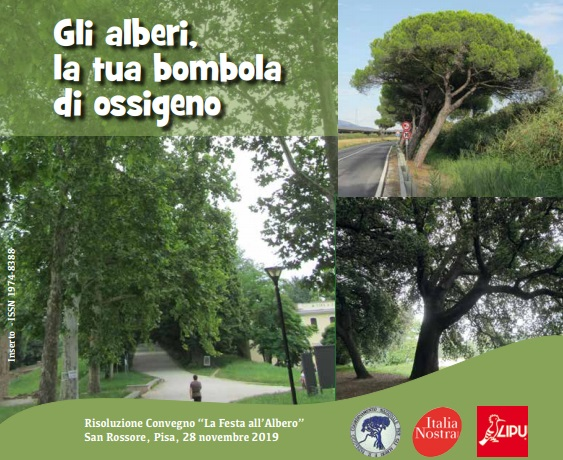 Gli alberi,
la tua bombola
di ossigeno
Inserto - ISSN 1974-8388
Risoluzione Convegno “La Festa all’Albero”
San Rossore, Pisa, 28 novembre 2019
Italia
Nostra
LIPU